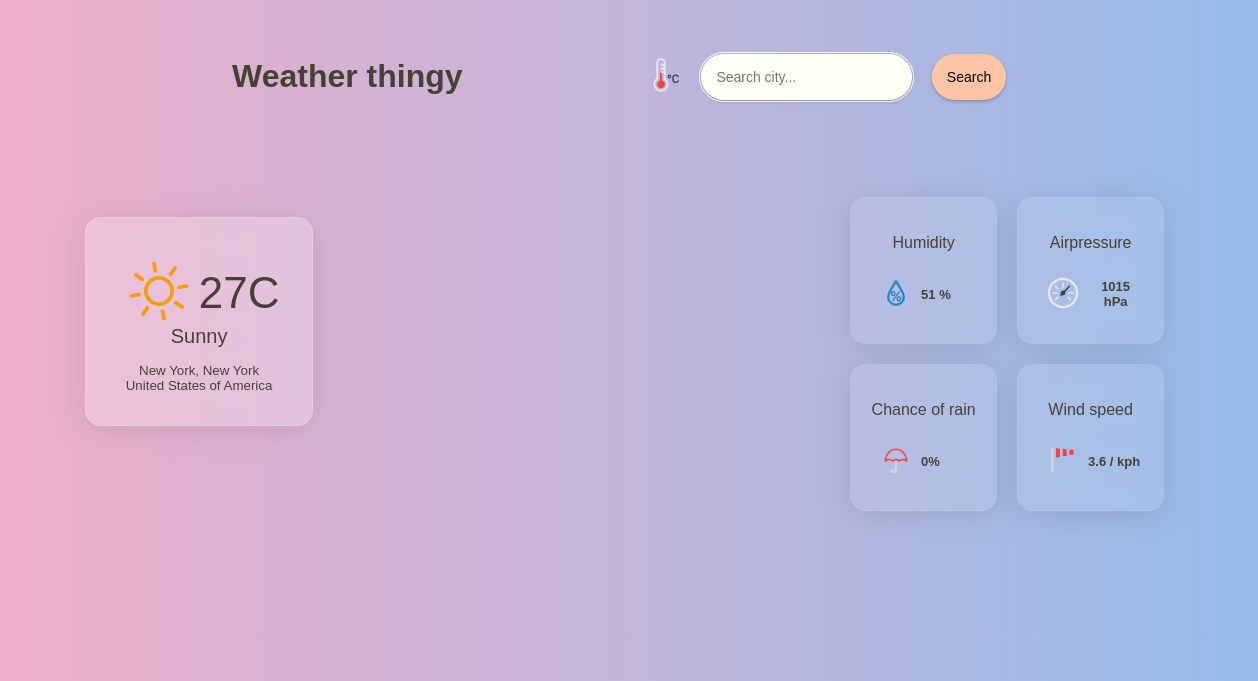 Weather thingy
°C
Search city...
Search
27C
Sunny
New York, New York
United States of America
Humidity
51 %
Airpressure
1015
hPa
Chance of rain
0%
Wind speed
3.6 / kph